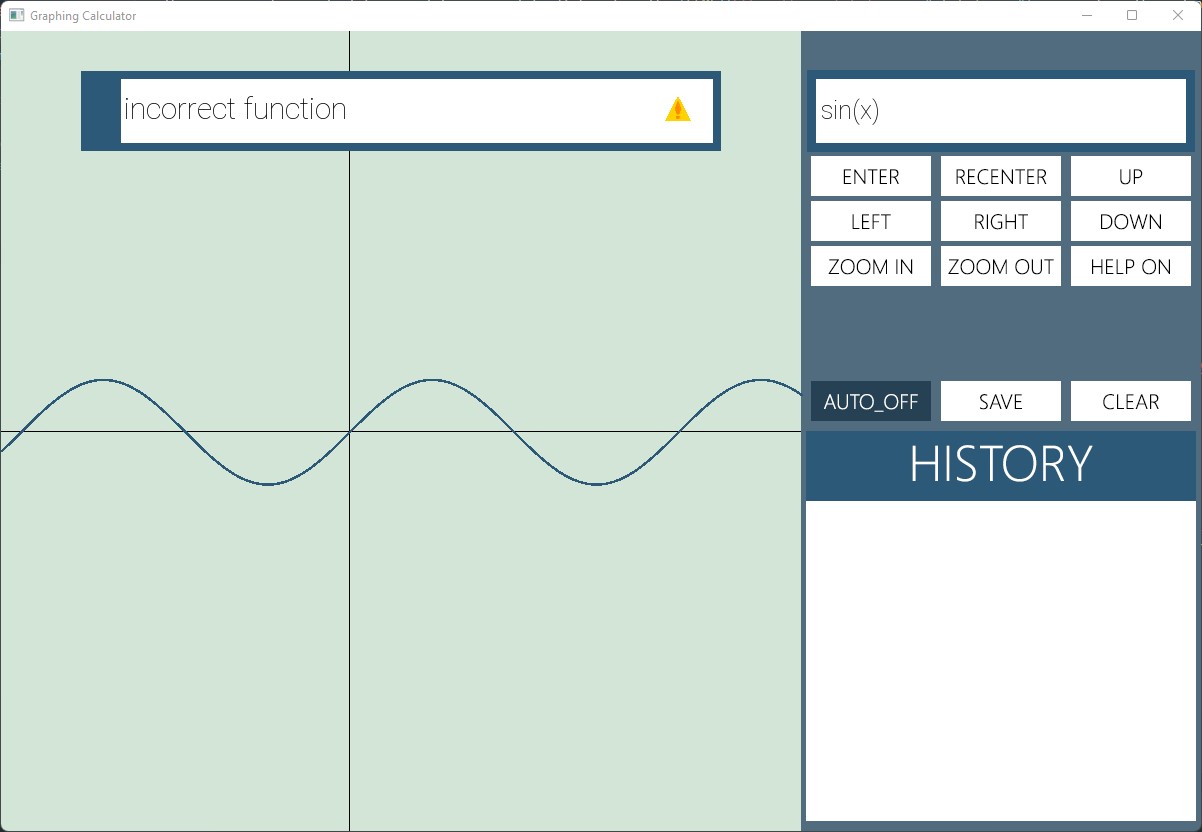 Graphing Calculator
incorrect function
sin(x)
ENTER RECENTER UP
LEFT RIGHT DOWN
ZOOM IN ZOOM OUT HELP ON
AUTO_OFF SAVE CLEAR
HISTORY